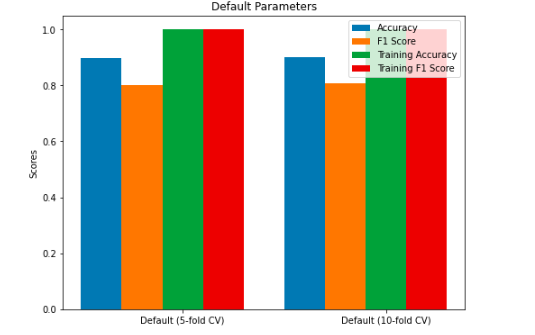 Default Parameters
Accuracy
F1 Score
Training Accuracy
Training F1 Score
1.0
0.8
0.6
0.4
0.2
0.0
Scores
Default (5-fold CV)
Default (10-fold CV)